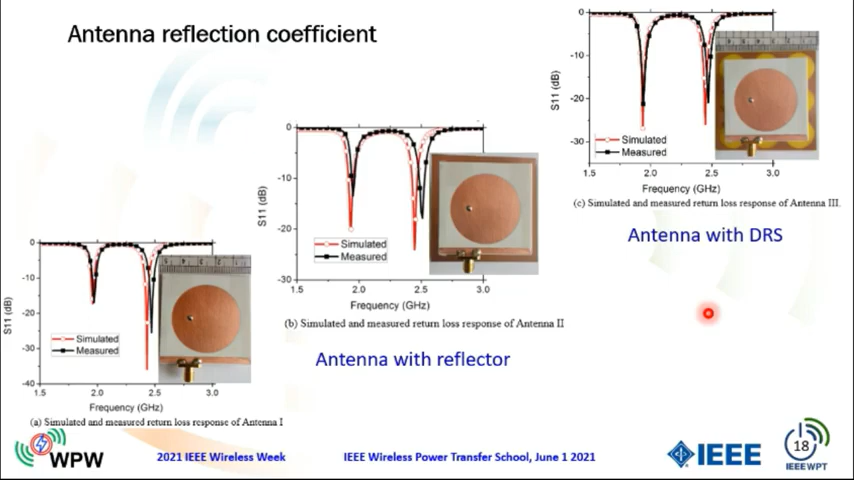 Antenna reflection coefficient
S11 (dB)
0
-10
-20
-30
Simulated
Measured
1.5 2.0 2.5 3.0
Frequency (GHz)
(c) Simulated and measured return loss response of Antenna III.
Antenna with DRS
S11 (dB)
0
-10
-20
-30
Simulated
Measured
1.5 2.0 2.5 3.0
Frequency (GHz)
(b) Simulated and measured return loss response of Antenna II
Antenna with reflector
S11 (dB)
0
-10
-20
-30
-40
Simulated
Measured
1.5 2.0 2.5 3.0
Frequency (GHz)
(a) Simulated and measured return loss response of Antenna I
WPW
2021 IEEE Wireless Week
IEEE Wireless Power Transfer School, June 1 2021
IEEE
18
IEEE WPT